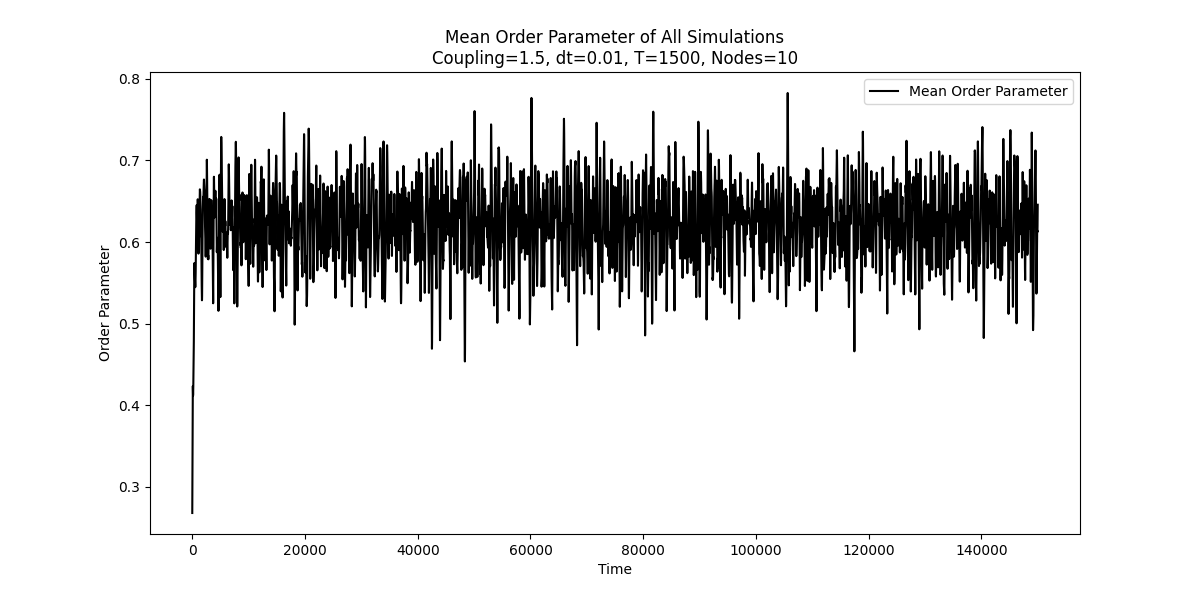 Mean Order Parameter of All Simulations
Coupling=1.5, dt=0.01, T=1500, Nodes=10
Mean Order Parameter
0.8
0.7
0.6
0.5
0.4
0.3
Order Parameter
0 20000 40000 60000 80000 100000 120000 140000
Time